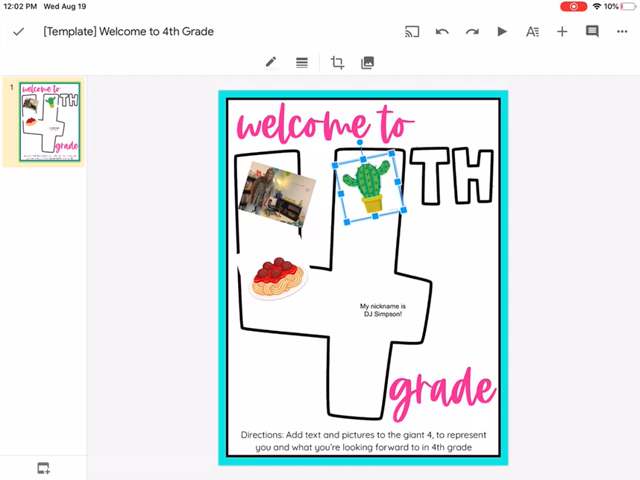 12:02 PM Wed Aug 19
10%
[Template] Welcome to 4th Grade
1
welcome to
TH
My nickname is
DJ Simpson!
4
grade
Directions: Add text and pictures to the giant 4, to represent
you and what you're looking forward to in 4th grade